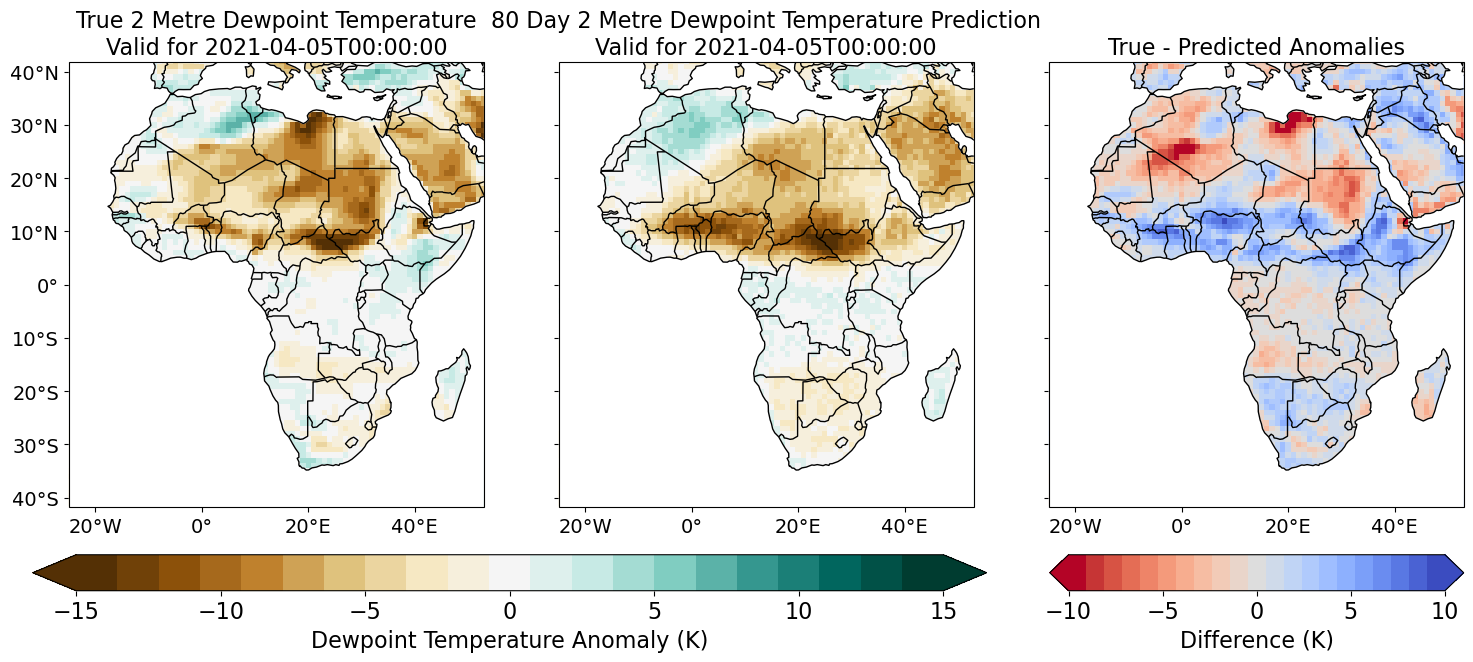 True 2 Metre Dewpoint Temperature
Valid for 2021-04-05T00:00:00
80 Day 2 Metre Dewpoint Temperature Prediction
Valid for 2021-04-05T00:00:00
True - Predicted Anomalies
40°N
30°N
20°N
10°N
0°
10°S
20°S
30°S
40°S
20°W 0° 20°E 40°E
20°W 0° 20°E 40°E
20°W 0° 20°E 40°E
−15 −10 −5 0 5 10 15
Dewpoint Temperature Anomaly (K)
−10 −5 0 5 10
Difference (K)